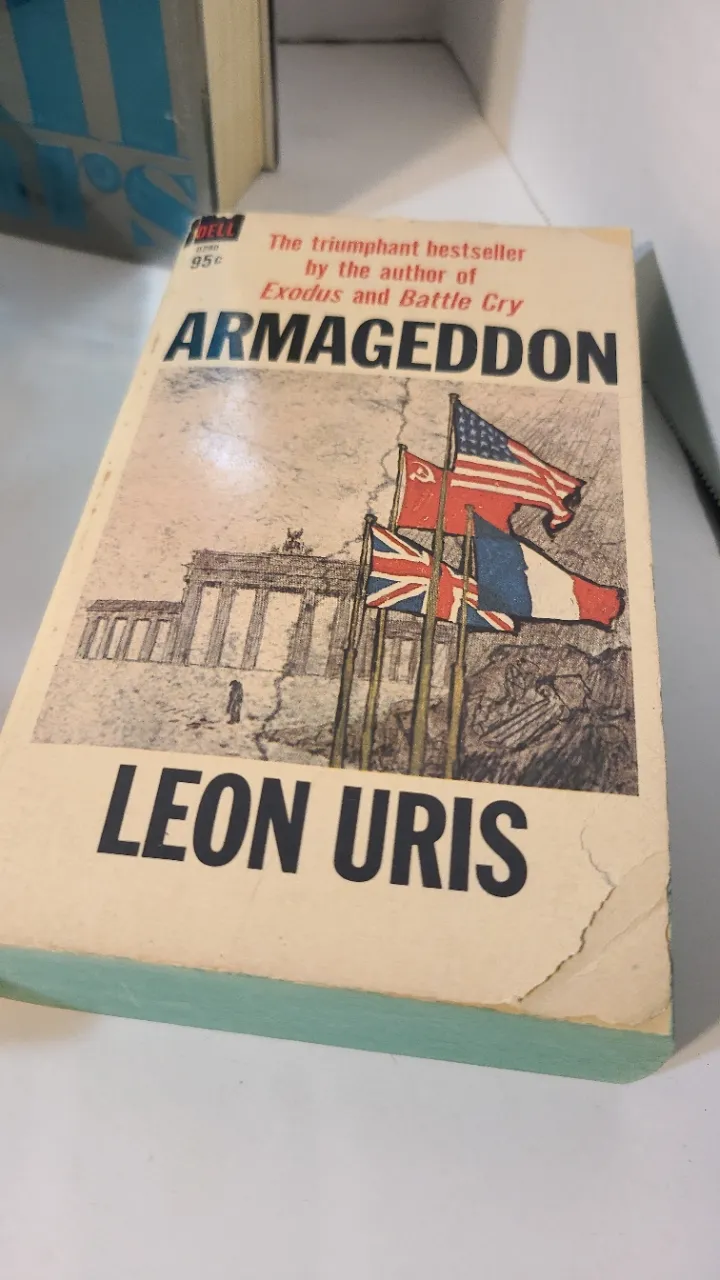 DELL
95¢
The triumphant bestseller
by the author of
Exodus and Battle Cry
ARMAGEDDON
LEON URIS